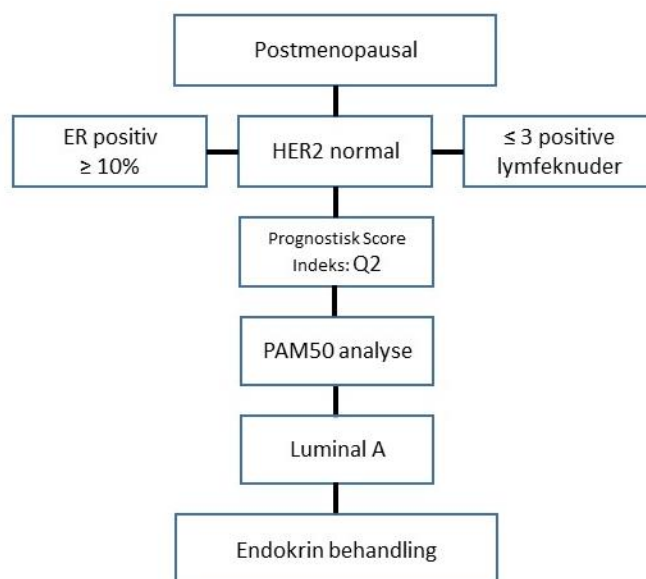 Postmenopausal
ER positiv
≥ 10%
HER2 normal
≤ 3 positive
lymfeknuder
Prognostisk Score
Indeks: Q2
PAM50 analyse
Luminal A
Endokrin behandling